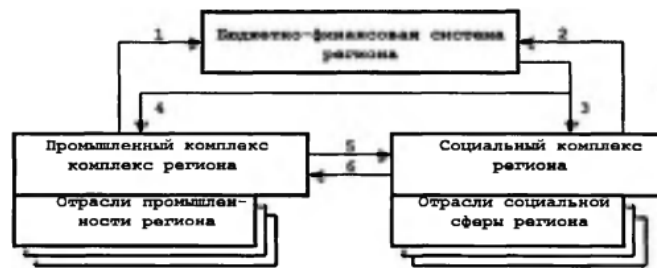 Бюджетно-финансовая система
региона
1
2
4
3
Промышленный комплекс
комплекс региона
5
6
Социальный комплекс
региона
Отрасли промышлен-
ности региона
Отрасли социальной
сферы региона